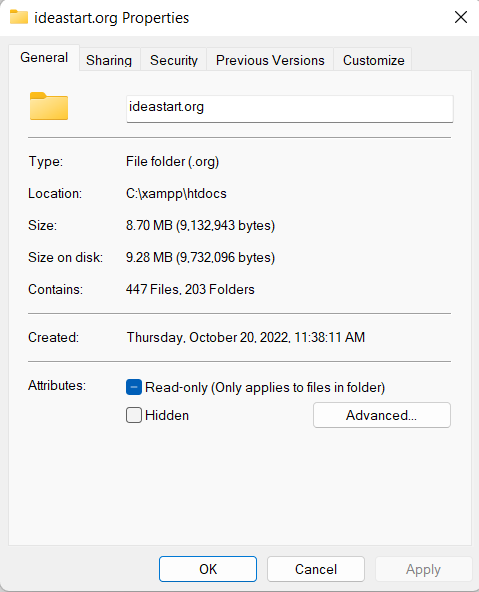 ideastart.org Properties
General Sharing Security Previous Versions Customize
ideastart.org
Type: File folder (.org)
Location: C:\xampp\htdocs
Size: 8.70 MB (9,132,943 bytes)
Size on disk: 9.28 MB (9,732,096 bytes)
Contains: 447 Files, 203 Folders
Created: Thursday, October 20, 2022, 11:38:11 AM
Attributes: Read-only (Only applies to files in folder)
Hidden Advanced...
OK Cancel Apply